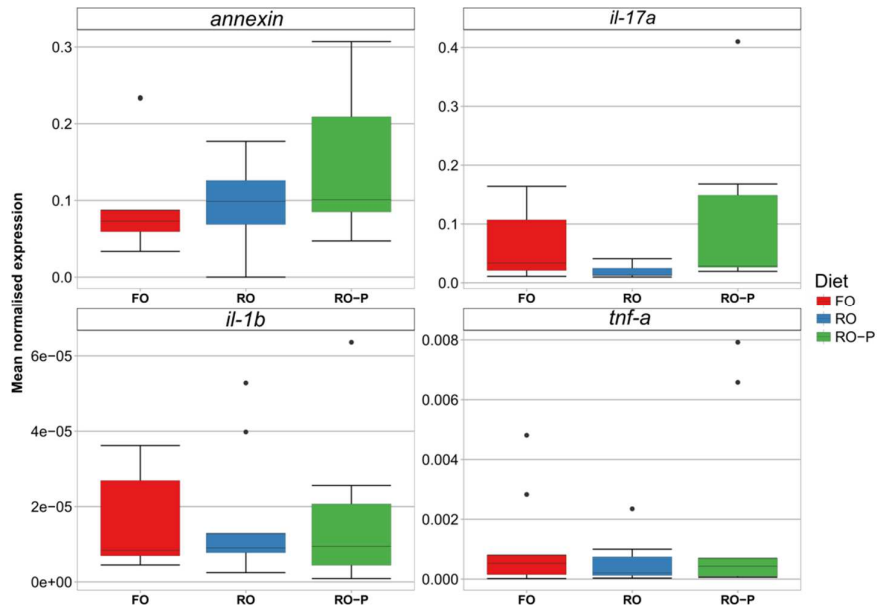 annexin
il-17a
Mean normalised expression
0.3
0.2
0.1
0.0
0.4
0.3
0.2
0.1
0.0
FO
RO
RO-P
FO
RO
RO-P
il-1b
tnf-a
6e-05
4e-05
2e-05
0e+00
0.008
0.006
0.004
0.002
0.000
FO
RO
RO-P
FO
RO
RO-P
Diet
FO
RO
RO-P